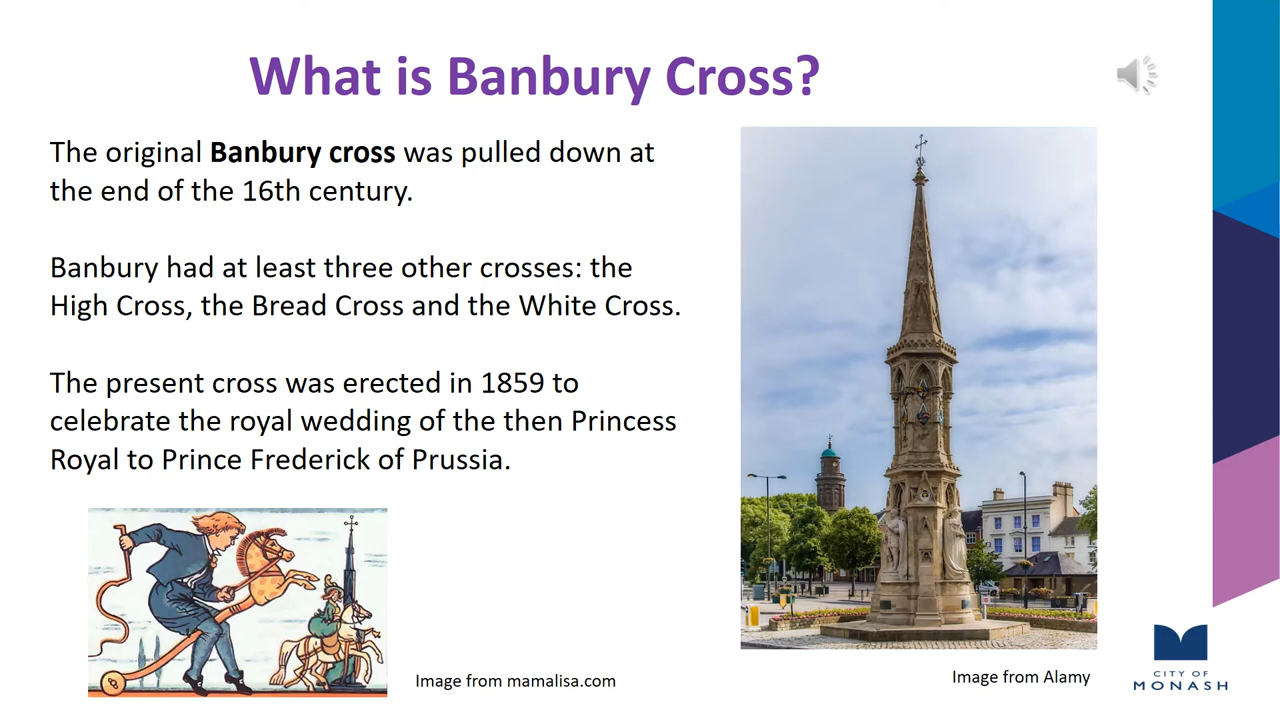 What is Banbury Cross?
The original Banbury cross was pulled down at
the end of the 16th century.
Banbury had at least three other crosses: the
High Cross, the Bread Cross and the White Cross.
The present cross was erected in 1859 to
celebrate the royal wedding of the then Princess
Royal to Prince Frederick of Prussia.
Image from mamalisa.com
Image from Alamy
CITY OF
MONASH